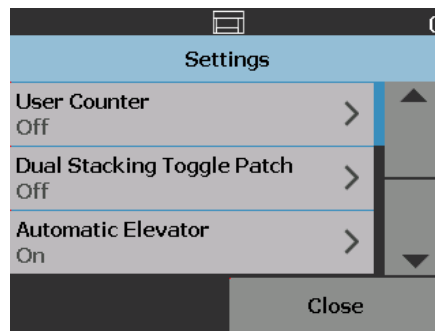 Settings
User Counter
Off
Dual Stacking Toggle Patch
Off
Automatic Elevator
On
Close